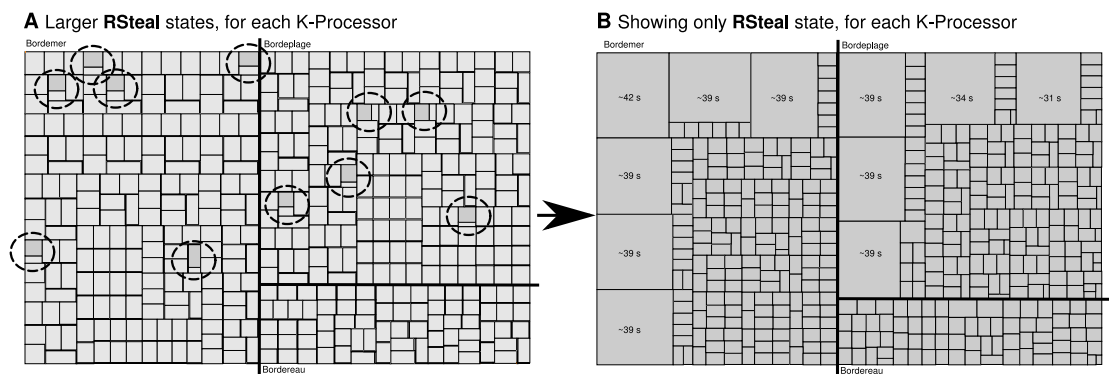 A Larger RSteal states, for each K-Processor
Bordemer
Bordeplage
Bordereau
B Showing only RSteal state, for each K-Processor
Bordemer
Bordeplage
~42 s
~39 s
~39 s
~39 s
~34 s
~31 s
~39 s
~39 s
~39 s
~39 s
~39 s
Bordereau